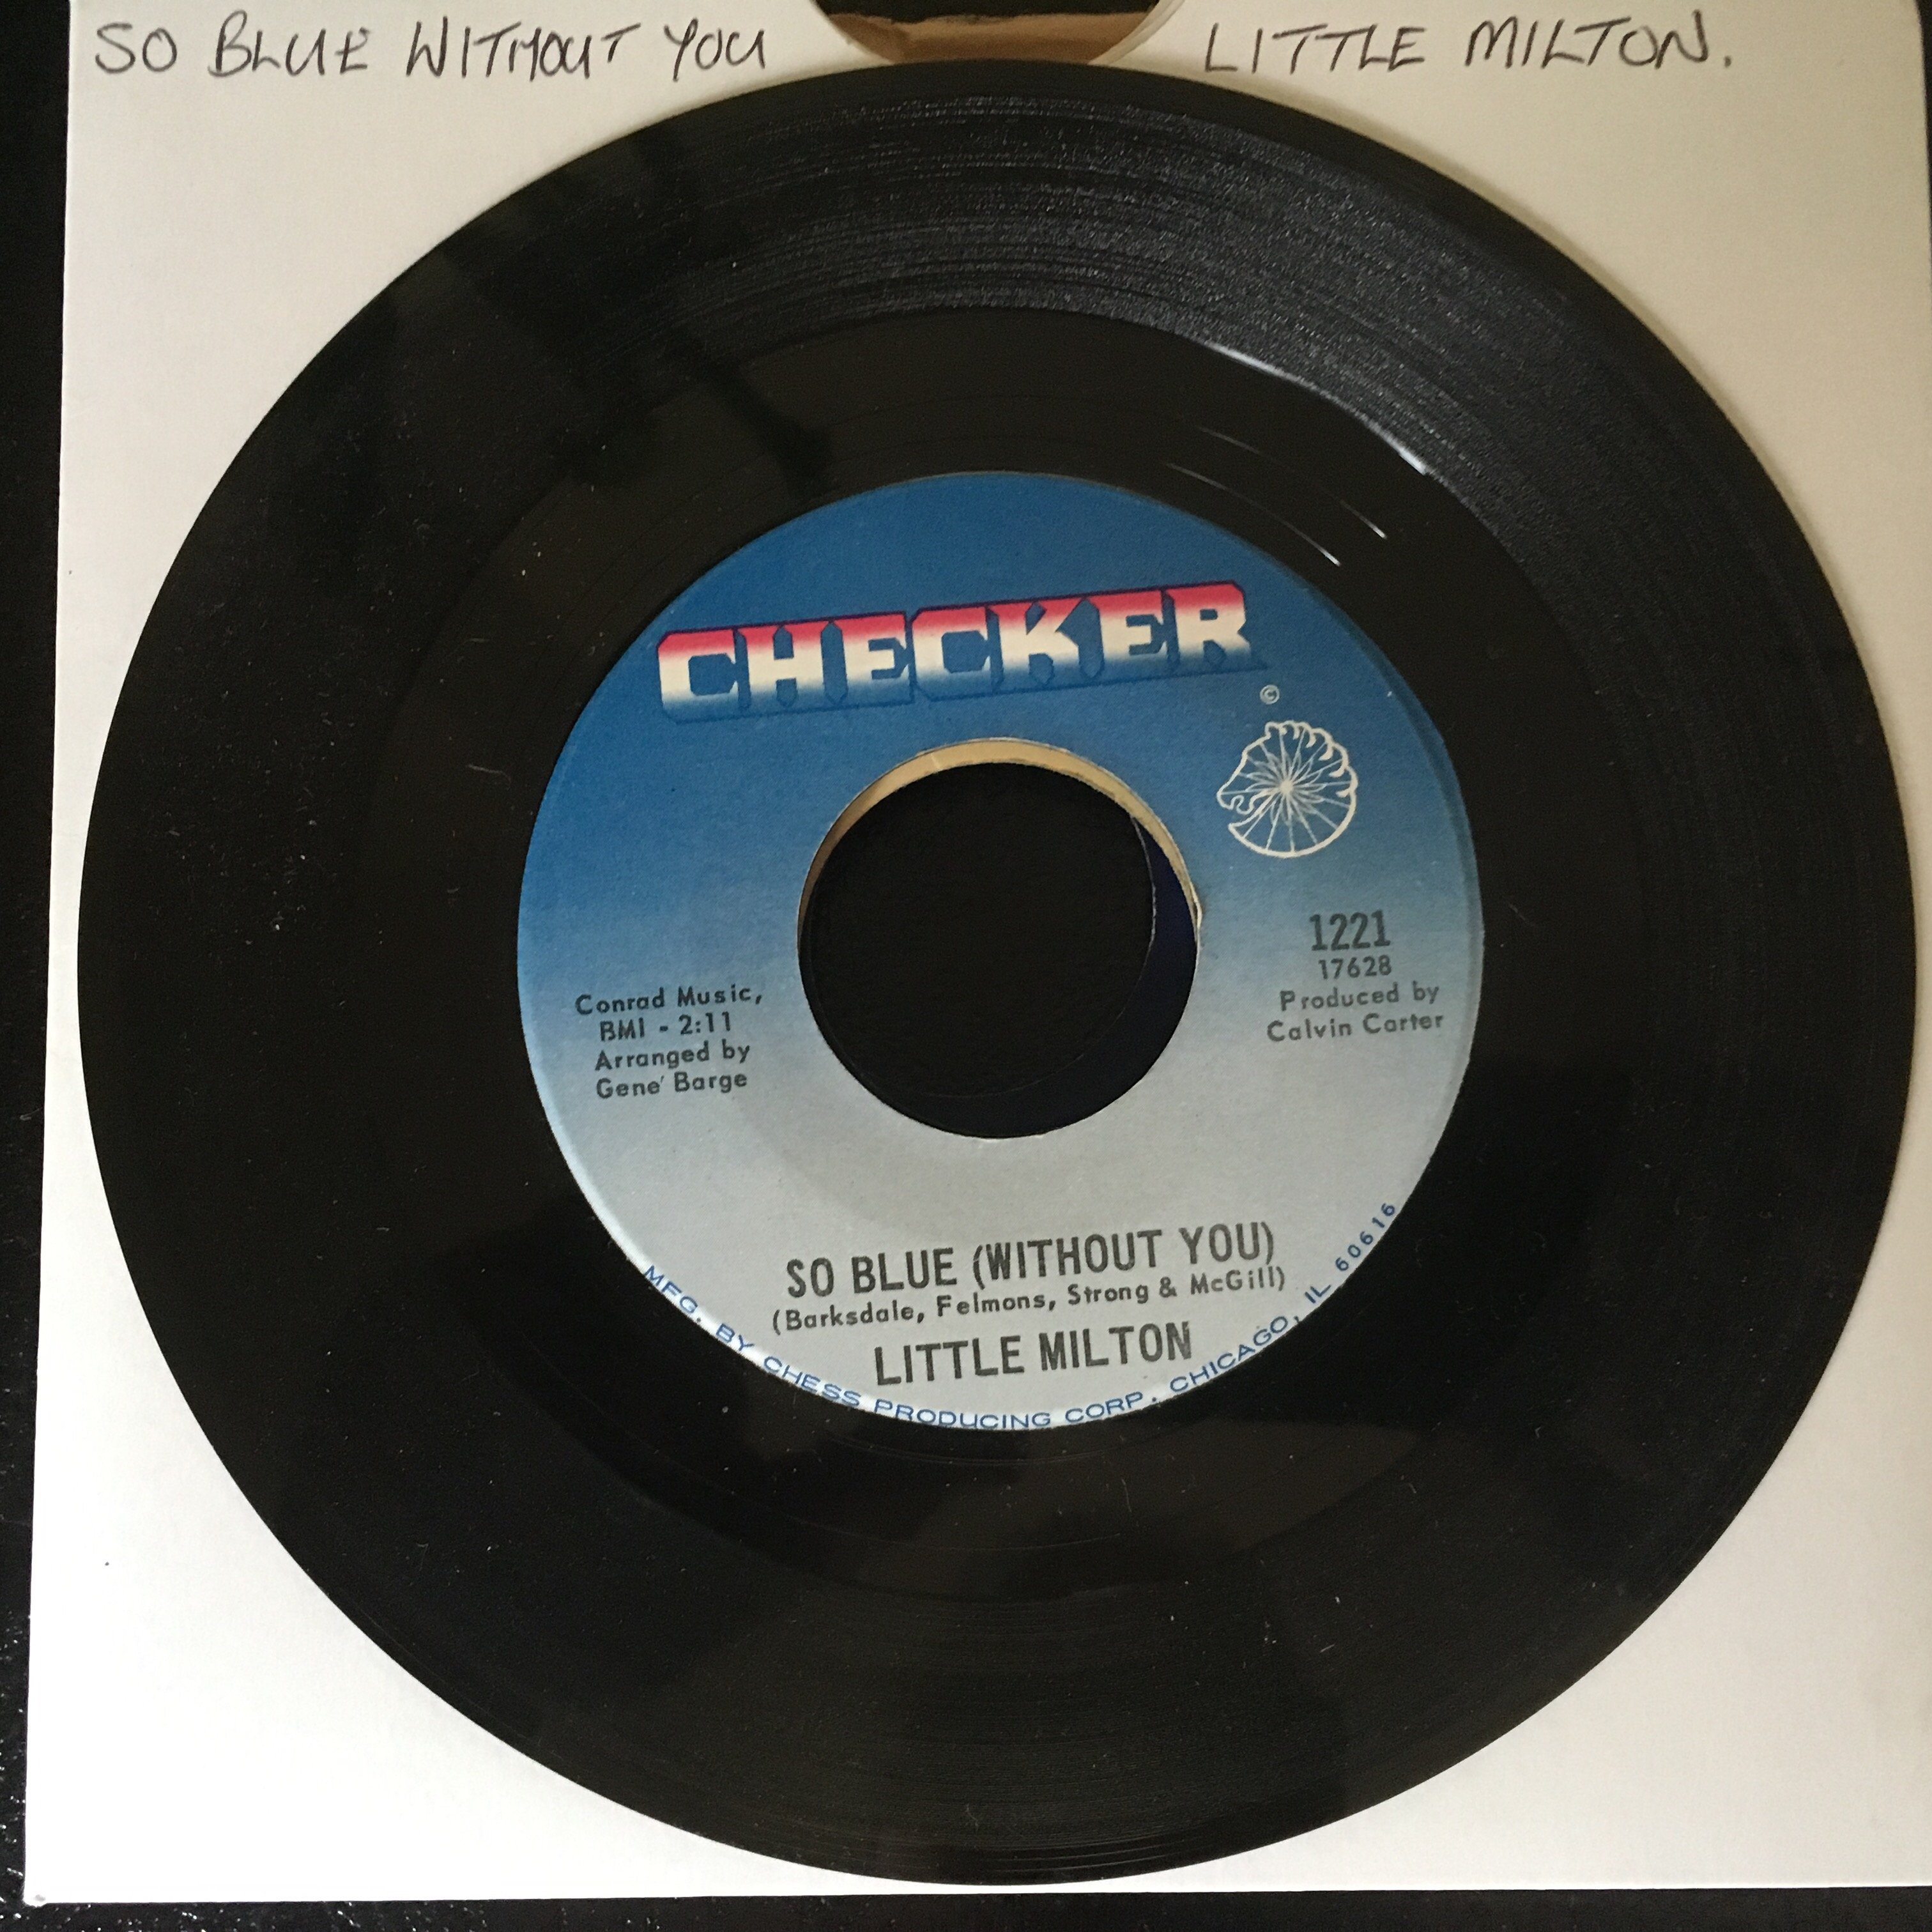 SO BLUE WITHOUT YOU
LITTLE MILTON.
CHECKER
©
1221
17628
Produced by
Calvin Carter
Conrad Music,
BMI - 2:11
Arranged by
Gene' Barge
SO BLUE (WITHOUT YOU)
(Barksdale, Felmons, Strong & McGill)
LITTLE MILTON
MFG. BY CHESS PRODUCING CORP. CHICAGO, IL 60616